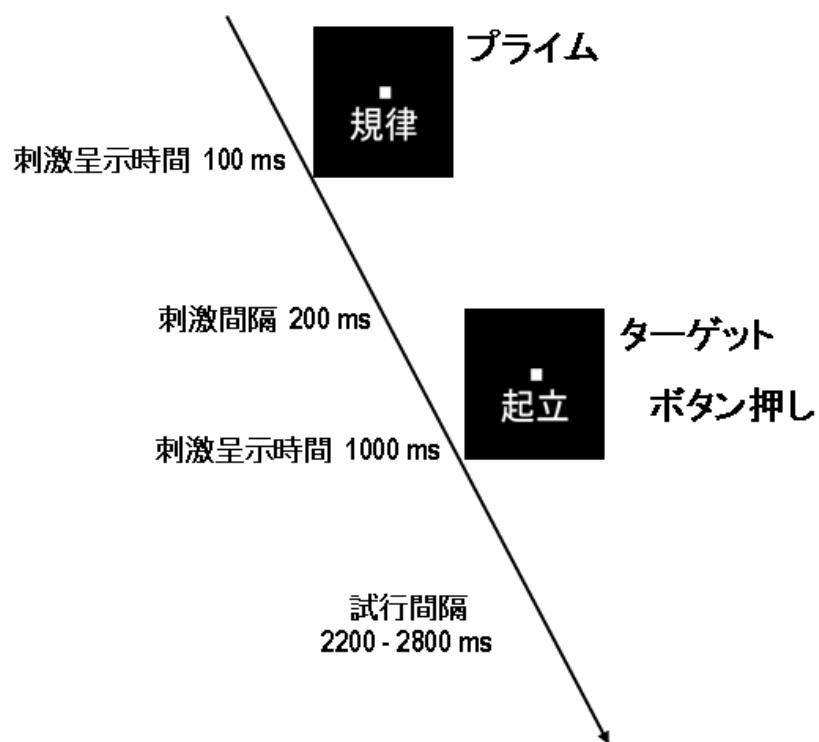 プライム
規律
刺激呈示時間 100 ms
刺激間隔 200 ms
ターゲット
起立
ボタン押し
刺激呈示時間 1000 ms
試行間隔
2200 - 2800 ms